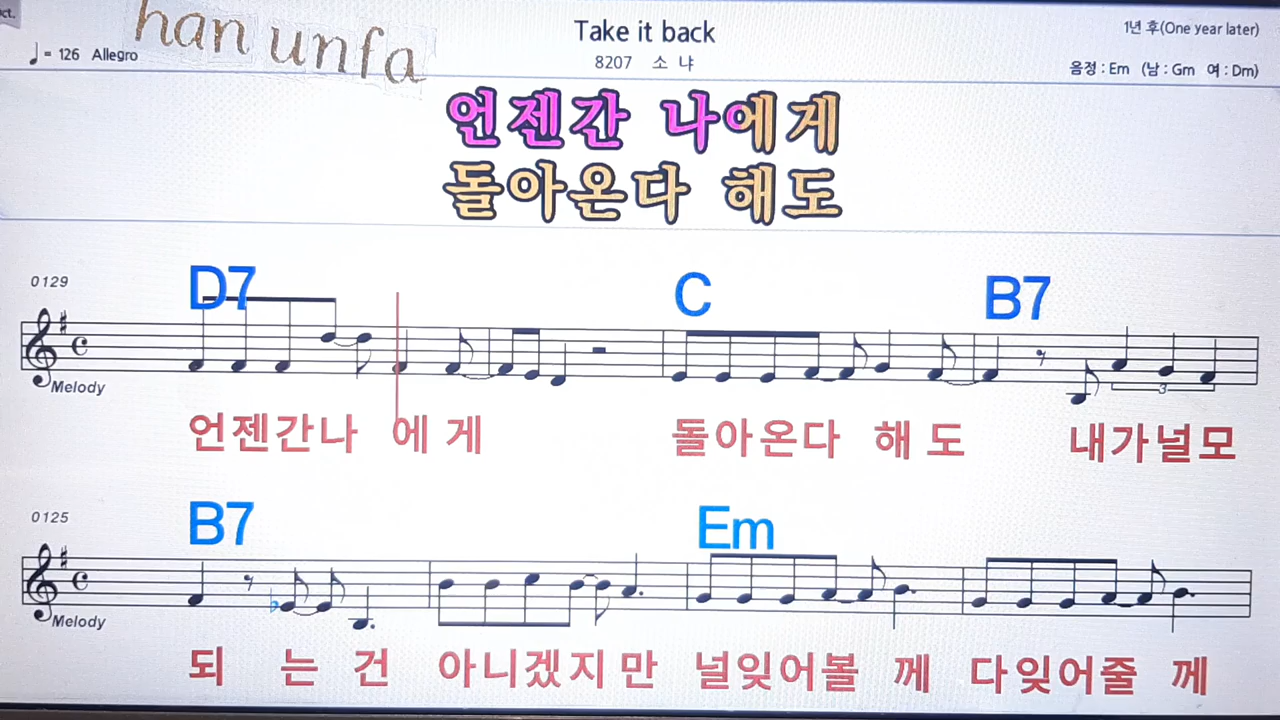 ct.
han unfa
Take it back
1년 후(One year later)
♩= 126 Allegro
8207 소 냐
음정 : Em (남 : Gm 여 : Dm)
언젠간 나에게
돌아온다 해도
D7 C B7
0129
3
Melody
언젠간나 에 게 돌아온다 해 도 내가널모
B7 Em
0125
Melody
되 는 건 아니겠지 만 널잊어볼 께 다잊어줄 께